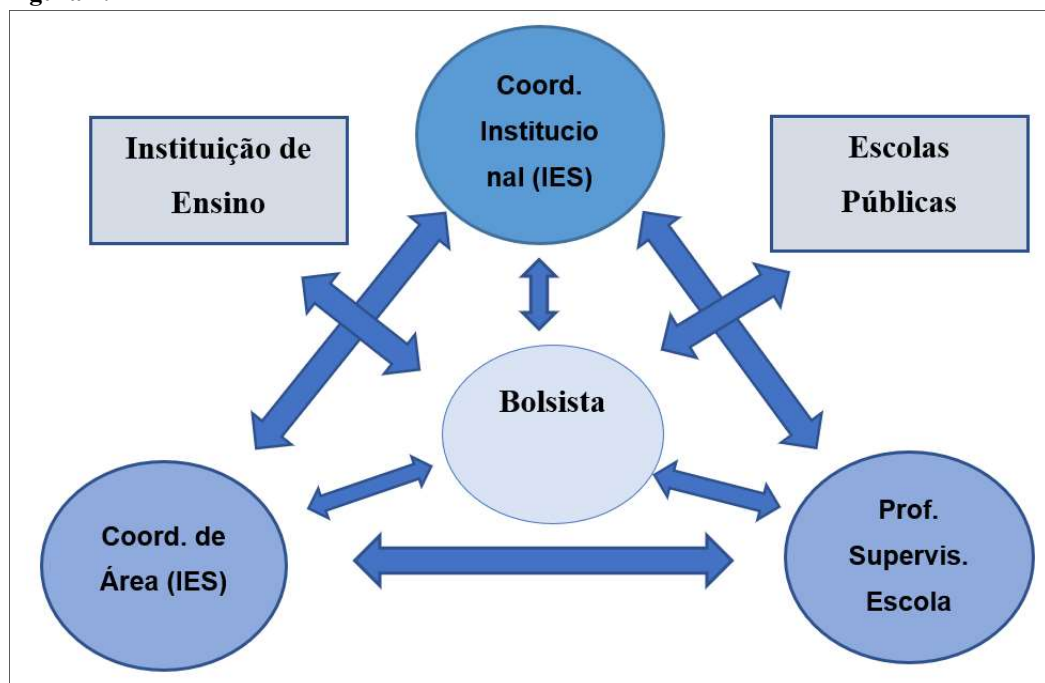 Coord.
Institucio
nal (IES)
Instituição de
Ensino
Escolas
Públicas
Bolsista
Coord. de
Área (IES)
Prof.
Supervis.
Escola